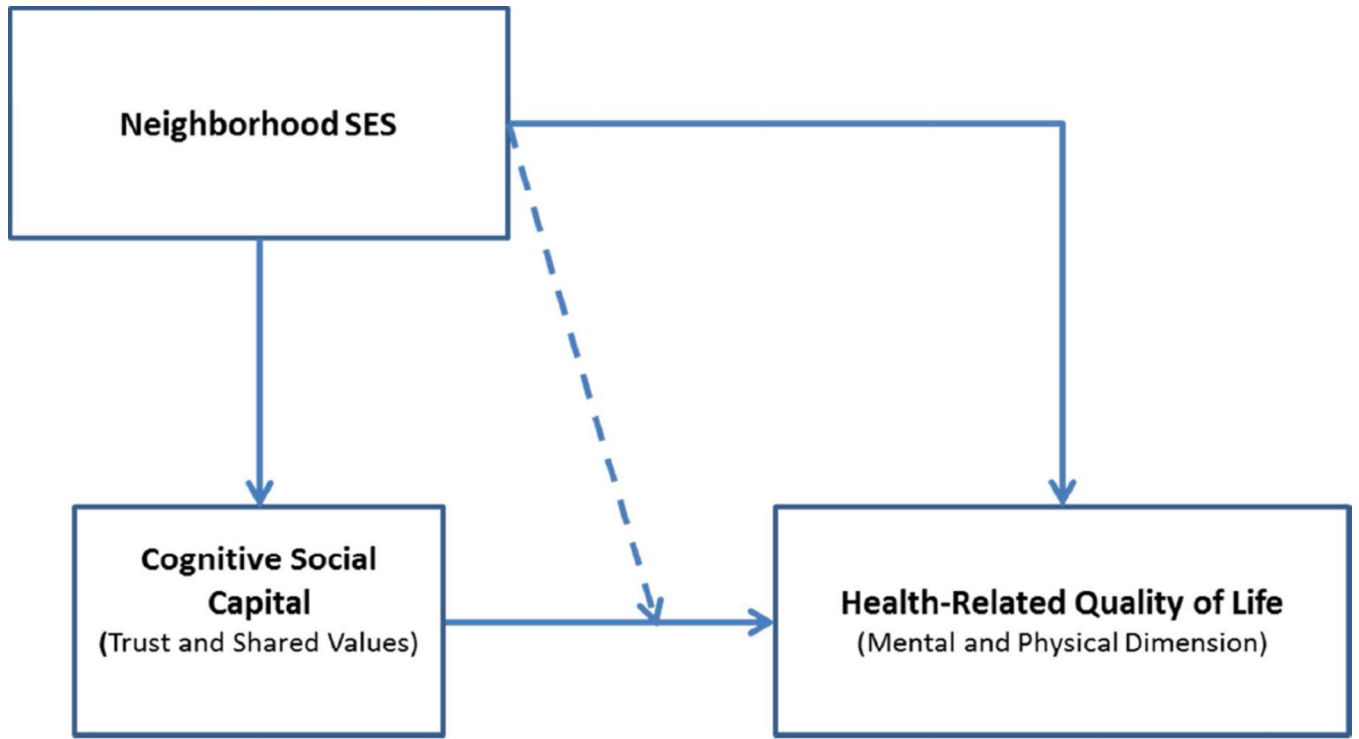 Neighborhood SES
Cognitive Social
Capital
(Trust and Shared Values)
Health-Related Quality of Life
(Mental and Physical Dimension)